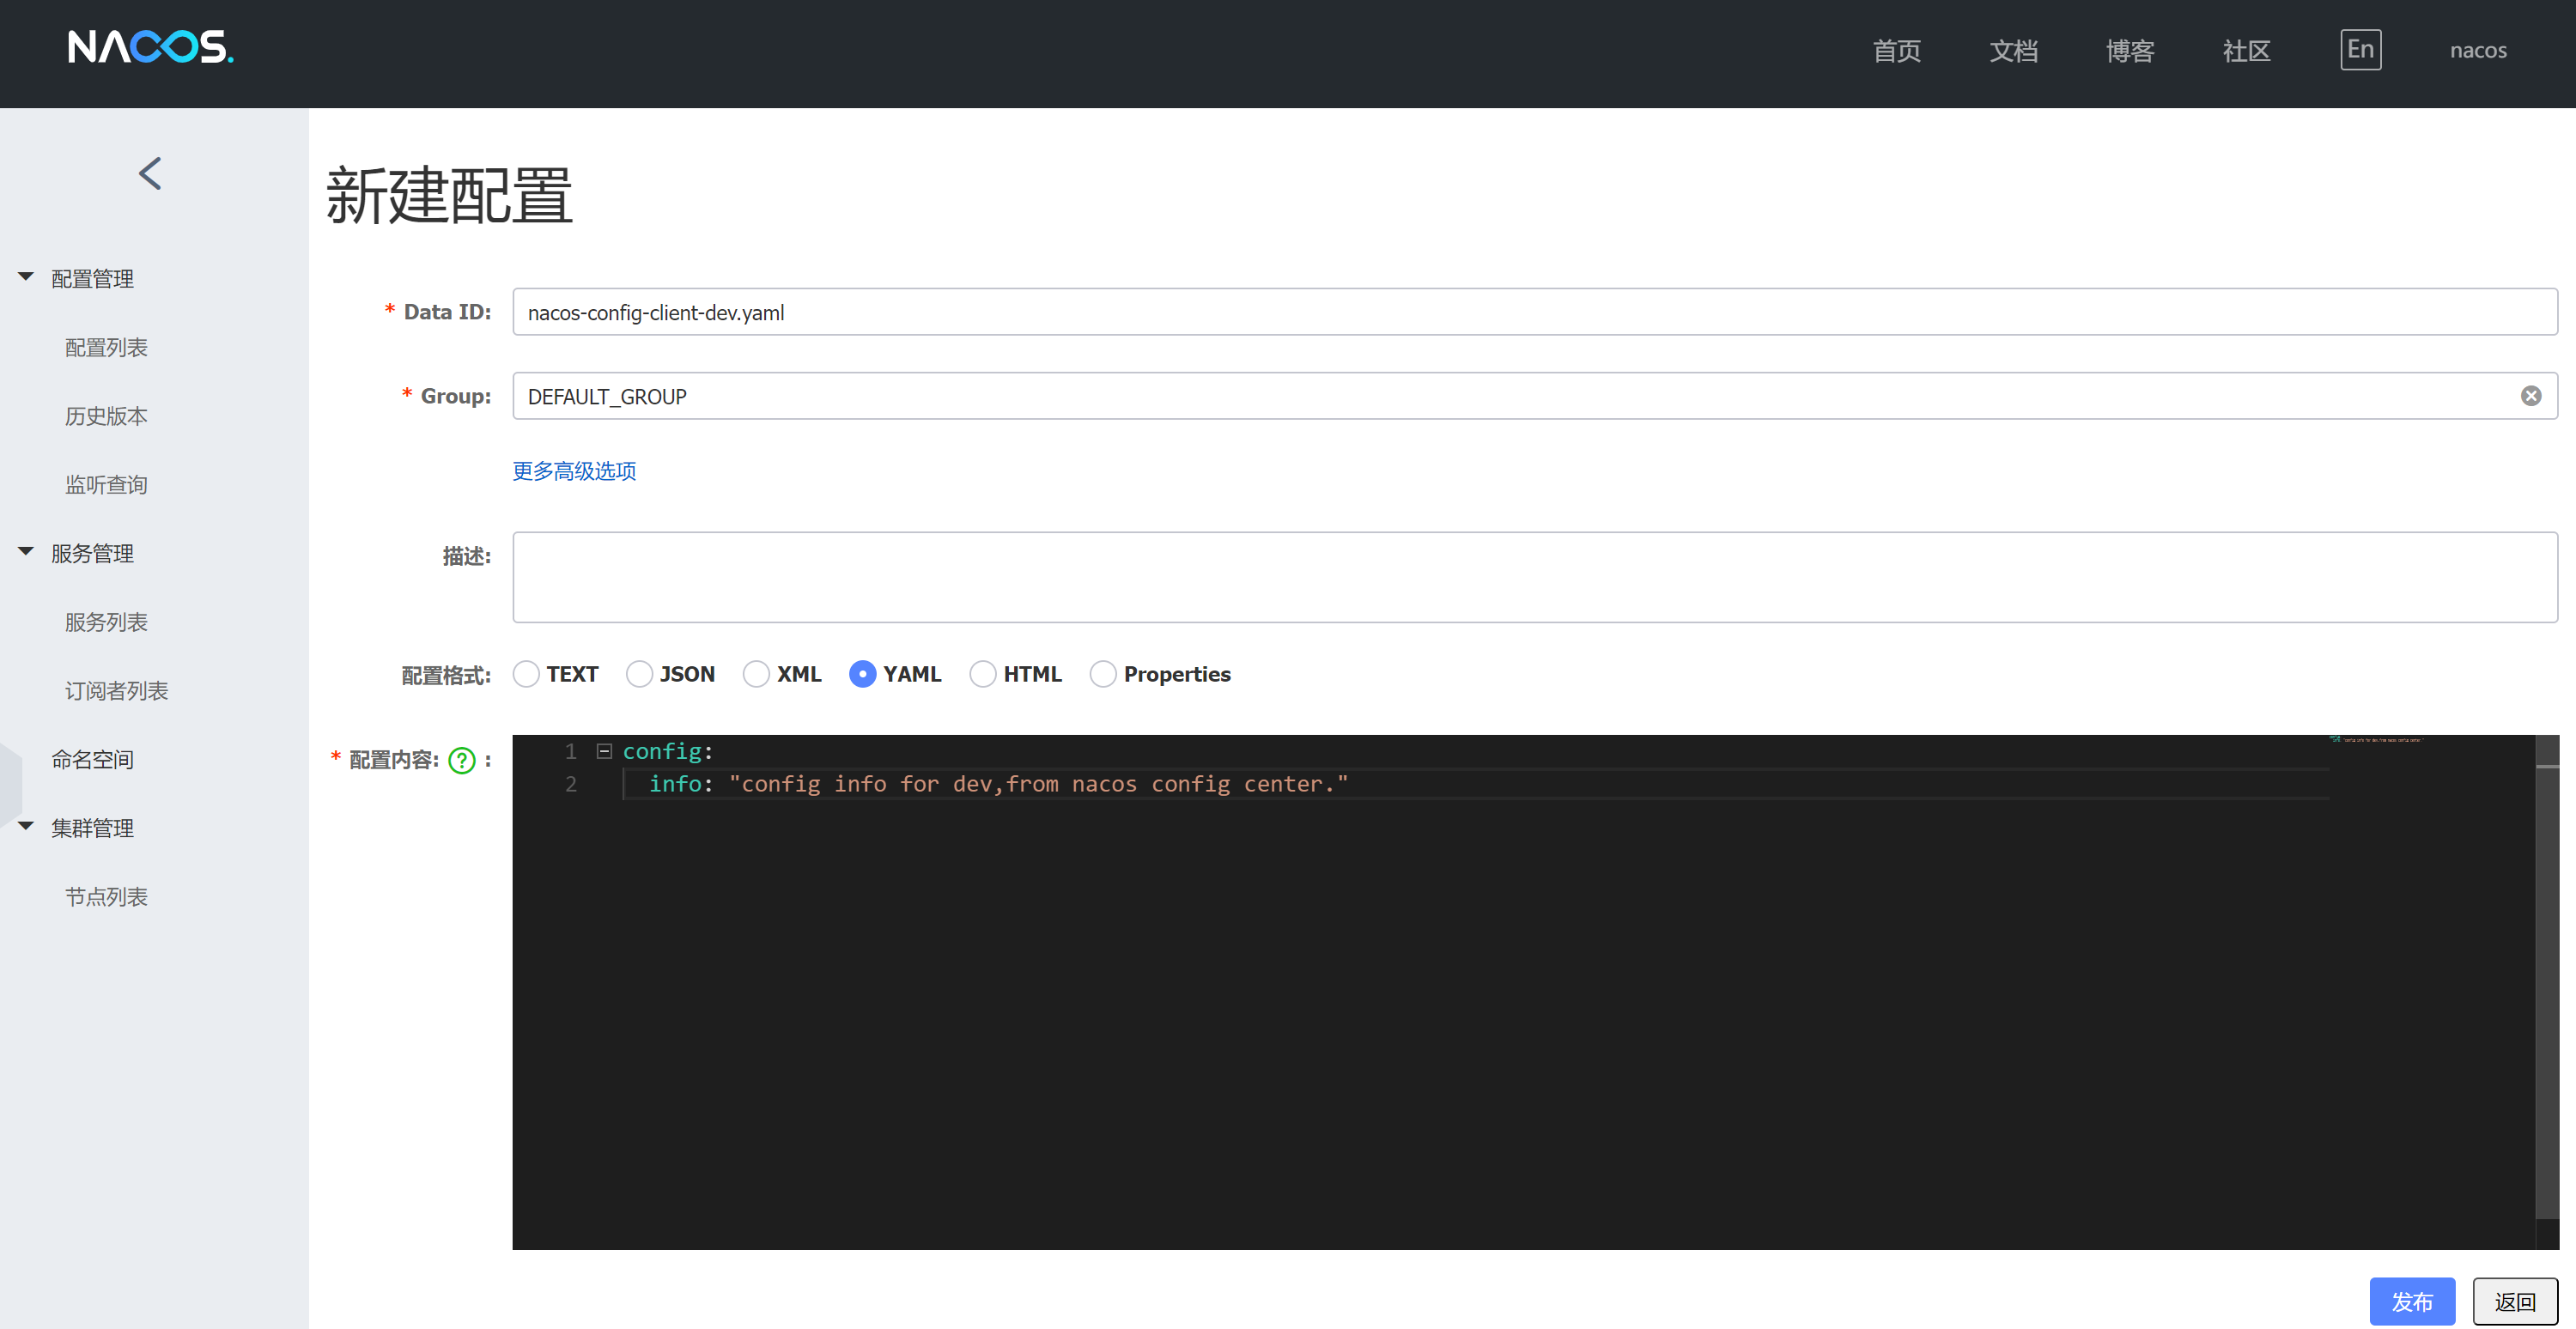 NACOS.
首页 文档 博客 社区 En nacos
新建配置
配置管理
配置列表
历史版本
监听查询
服务管理
服务列表
订阅者列表
命名空间
集群管理
节点列表
* Data ID: nacos-config-client-dev.yaml
* Group: DEFAULT_GROUP
更多高级选项
描述:
配置格式: TEXT JSON XML YAML HTML Properties
* 配置内容: ? :
1 config:
2 info: "config info for dev,from nacos config center."
发布 返回